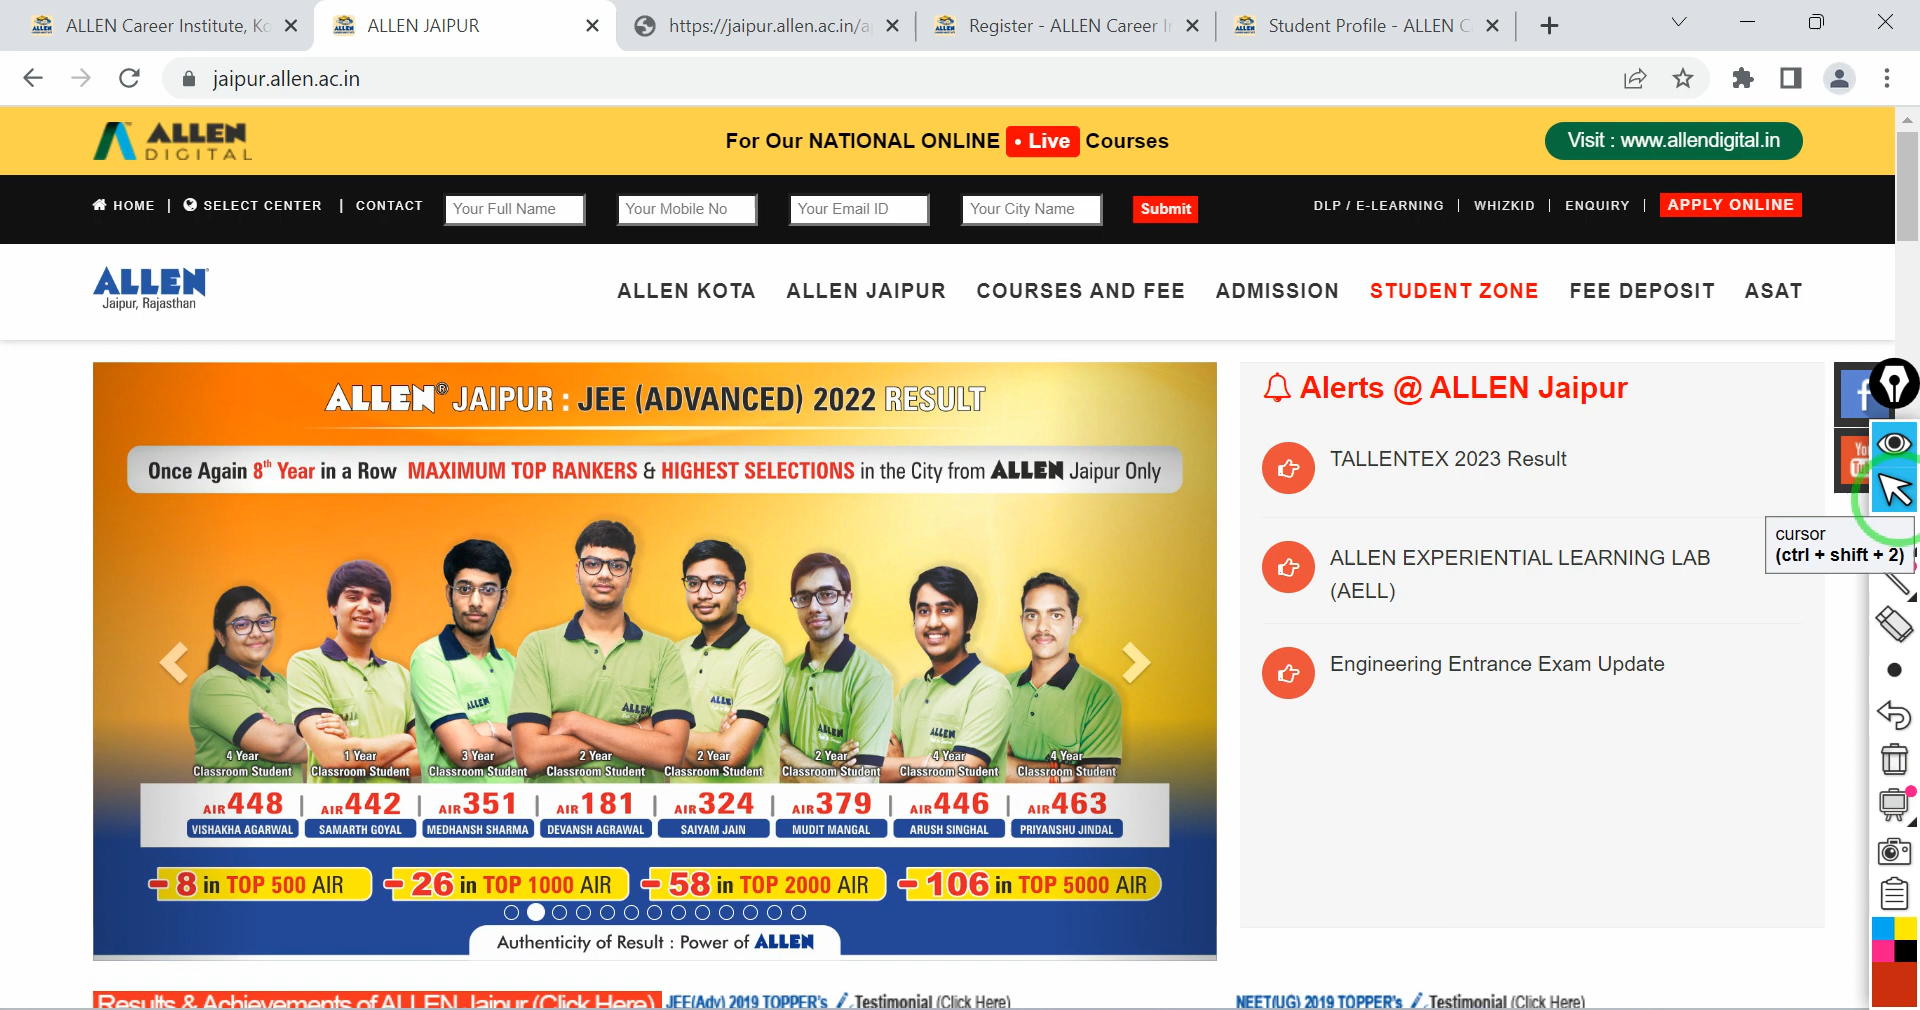 ALLEN Career Institute, Ko
ALLEN JAIPUR
https://jaipur.allen.ac.in/a
Register - ALLEN Career I
Student Profile - ALLEN C
jaipur.allen.ac.in
ALLEN
DIGITAL
For Our NATIONAL ONLINE • Live Courses
Visit : www.allendigital.in
HOME | SELECT CENTER | CONTACT
Your Full Name
Your Mobile No
Your Email ID
Your City Name
Submit
DLP / E-LEARNING | WHIZKID | ENQUIRY | APPLY ONLINE
ALLEN
Jaipur, Rajasthan
ALLEN KOTA ALLEN JAIPUR COURSES AND FEE ADMISSION STUDENT ZONE FEE DEPOSIT ASAT
ALLEN® JAIPUR : JEE (ADVANCED) 2022 RESULT
Once Again 8th Year in a Row MAXIMUM TOP RANKERS & HIGHEST SELECTIONS in the City from ALLEN Jaipur Only
4 Year Classroom Student
1 Year Classroom Student
3 Year Classroom Student
2 Year Classroom Student
2 Year Classroom Student
2 Year Classroom Student
4 Year Classroom Student
4 Year Classroom Student
AIR 448 | AIR 442 | AIR 351 | AIR 181 | AIR 324 | AIR 379 | AIR 446 | AIR 463
VISHAKHA AGARWAL SAMARTH GOYAL MEDHANSH SHARMA DEVANSH AGRAWAL SAIYAM JAIN MUDIT MANGAL ARUSH SINGHAL PRIYANSHU JINDAL
8 in TOP 500 AIR
26 in TOP 1000 AIR
58 in TOP 2000 AIR
106 in TOP 5000 AIR
Authenticity of Result : Power of ALLEN
Alerts @ ALLEN Jaipur
TALLENTEX 2023 Result
ALLEN EXPERIENTIAL LEARNING LAB
(AELL)
Engineering Entrance Exam Update
cursor
(ctrl + shift + 2)
Results & Achievements of ALLEN Jaipur (Click Here)
JEE(Adv) 2019 TOPPER's Testimonial (Click Here)
NEET(UG) 2019 TOPPER's Testimonial (Click Here)